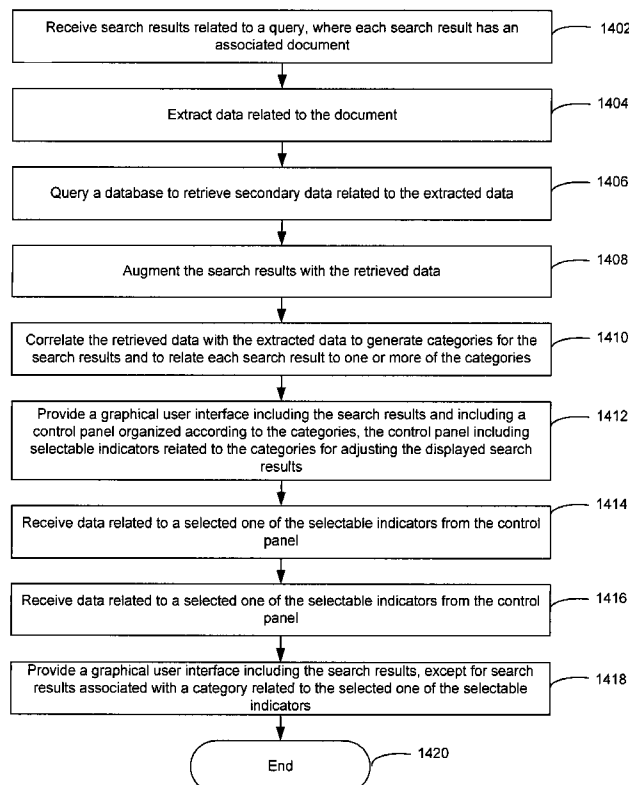 Receive search results related to a query, where each search result has an
associated document
1402
Extract data related to the document
1404
Query a database to retrieve secondary data related to the extracted data
1406
Augment the search results with the retrieved data
1408
Correlate the retrieved data with the extracted data to generate categories for the
search results and to relate each search result to one or more of the categories
1410
Provide a graphical user interface including the search results and including a
control panel organized according to the categories, the control panel including
selectable indicators related to the categories for adjusting the displayed search
results
1412
Receive data related to a selected one of the selectable indicators from the control
panel
1414
Receive data related to a selected one of the selectable indicators from the control
panel
1416
Provide a graphical user interface including the search results, except for search
results associated with a category related to the selected one of the selectable
indicators
1418
End
1420